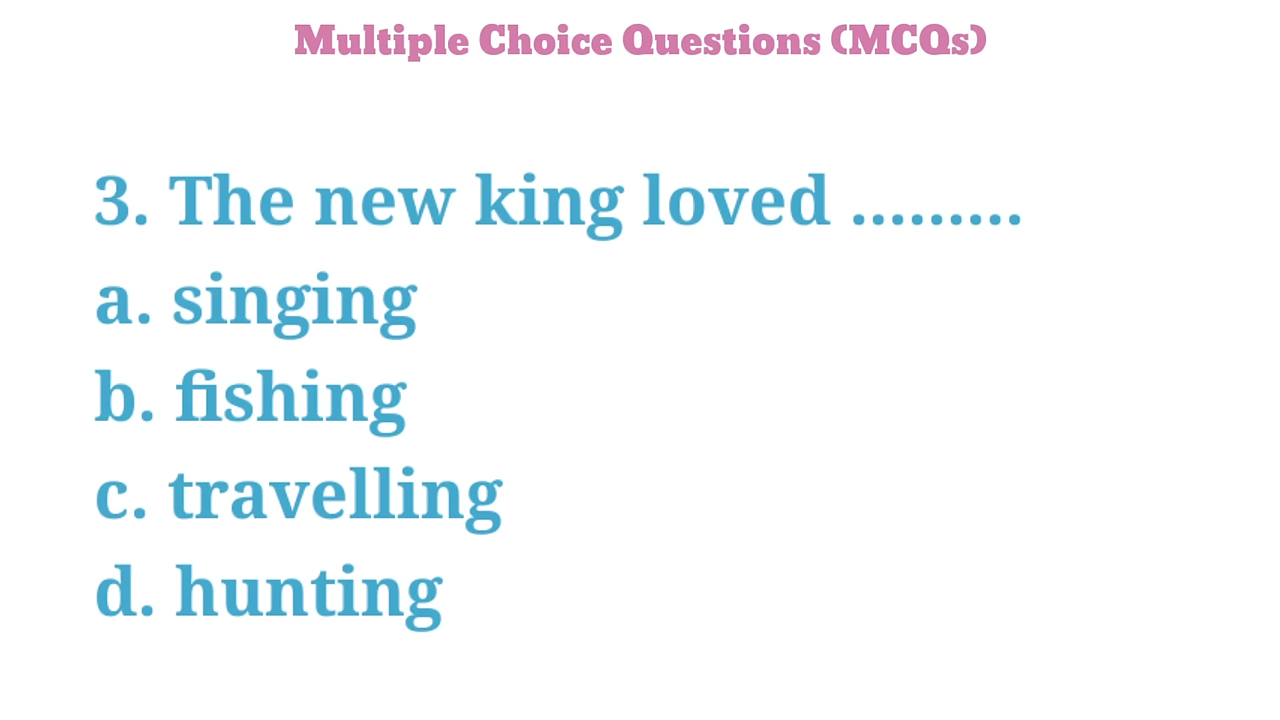 Multiple Choice Questions (MCQs)
3. The new king loved .........
a. singing
b. fishing
c. travelling
d. hunting